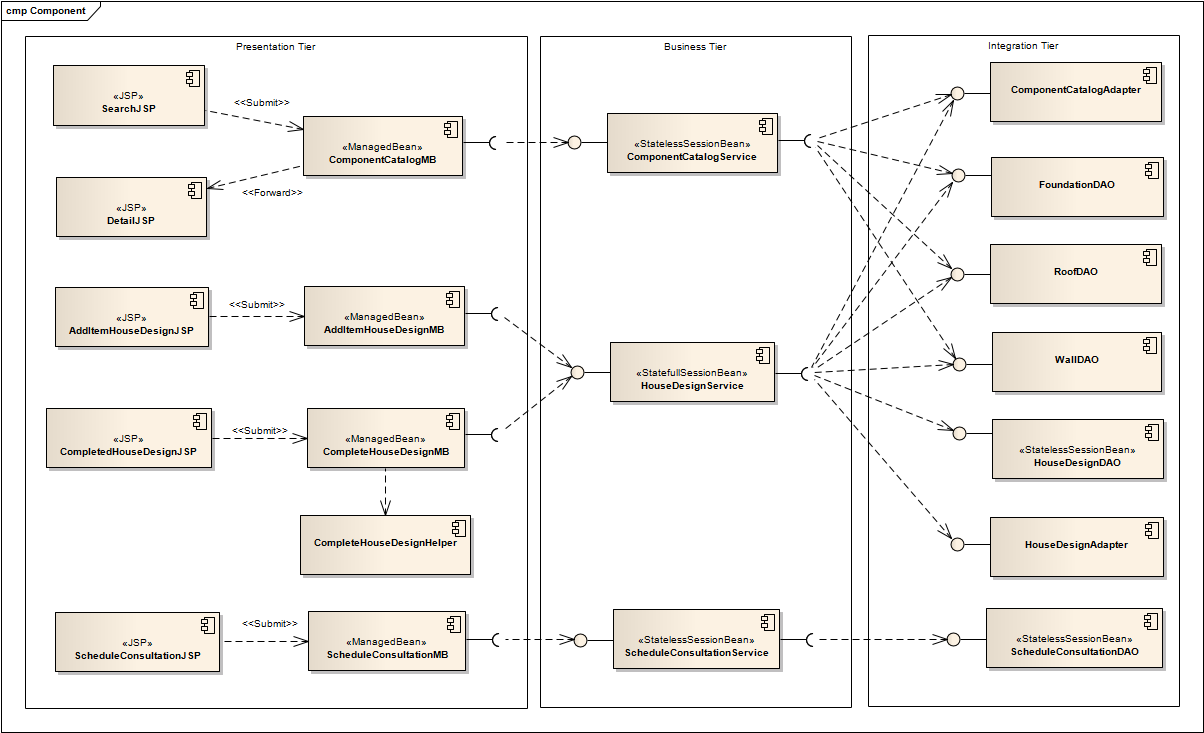 cmp Component
Presentation Tier
«JSP»
SearchJSP
<<Submit>>
«ManagedBean»
ComponentCatalogMB
<<Forward>>
«JSP»
DetailJSP
«JSP»
AddItemHouseDesignJSP
<<Submit>>
«ManagedBean»
AddItemHouseDesignMB
«JSP»
CompletedHouseDesignJSP
<<Submit>>
«ManagedBean»
CompleteHouseDesignMB
CompleteHouseDesignHelper
«JSP»
ScheduleConsultationJSP
<<Submit>>
«ManagedBean»
ScheduleConsultationMB
Business Tier
«StatelessSessionBean»
ComponentCatalogService
«StatefullSessionBean»
HouseDesignService
«StatelessSessionBean»
ScheduleConsultationService
Integration Tier
ComponentCatalogAdapter
FoundationDAO
RoofDAO
WallDAO
«StatelesSessionBean»
HouseDesignDAO
HouseDesignAdapter
«StatelessSessionBean»
ScheduleConsultationDAO